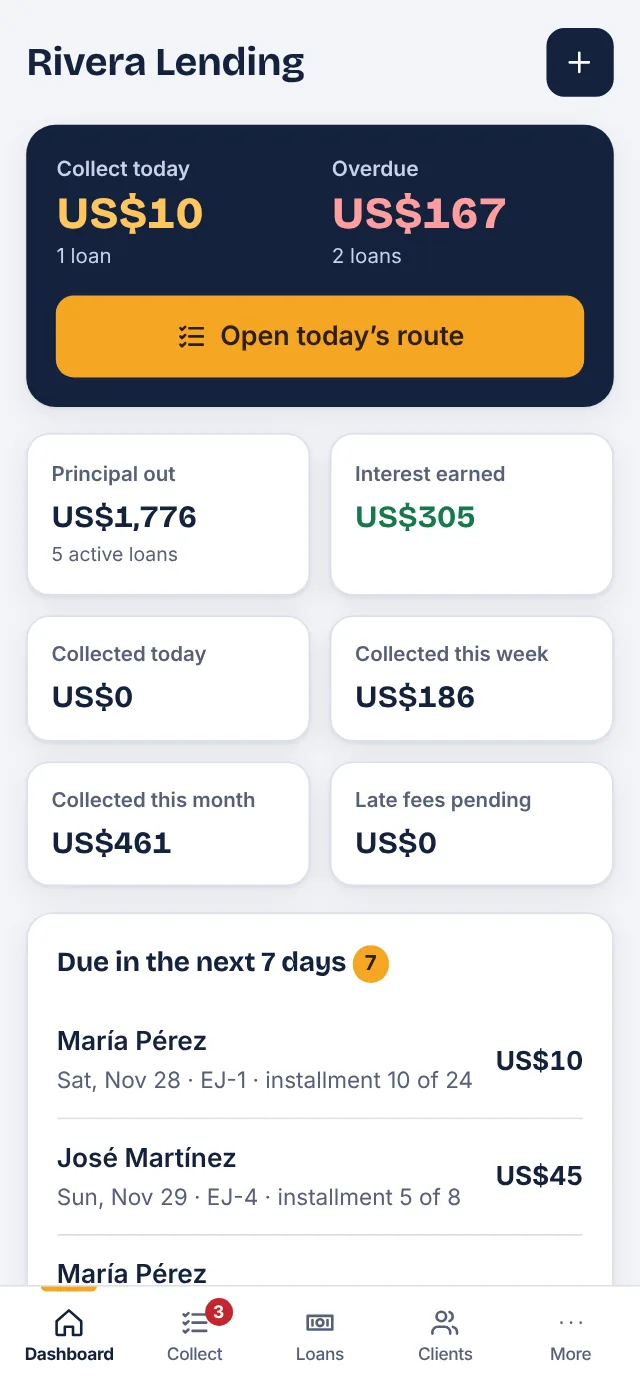 Rivera Lending
Collect today
US$10
1 loan
Overdue
US$167
2 loans
Open today’s route
Principal out
US$1,776
5 active loans
Interest earned
US$305
Collected today
US$0
Collected this week
US$186
Collected this month
US$461
Late fees pending
US$0
Due in the next 7 days 7
María Pérez
Sat, Nov 28 · EJ-1 · installment 10 of 24
US$10
José Martínez
Sun, Nov 29 · EJ-4 · installment 5 of 8
US$45
María Pérez
Dashboard
3
Collect
Loans
Clients
More